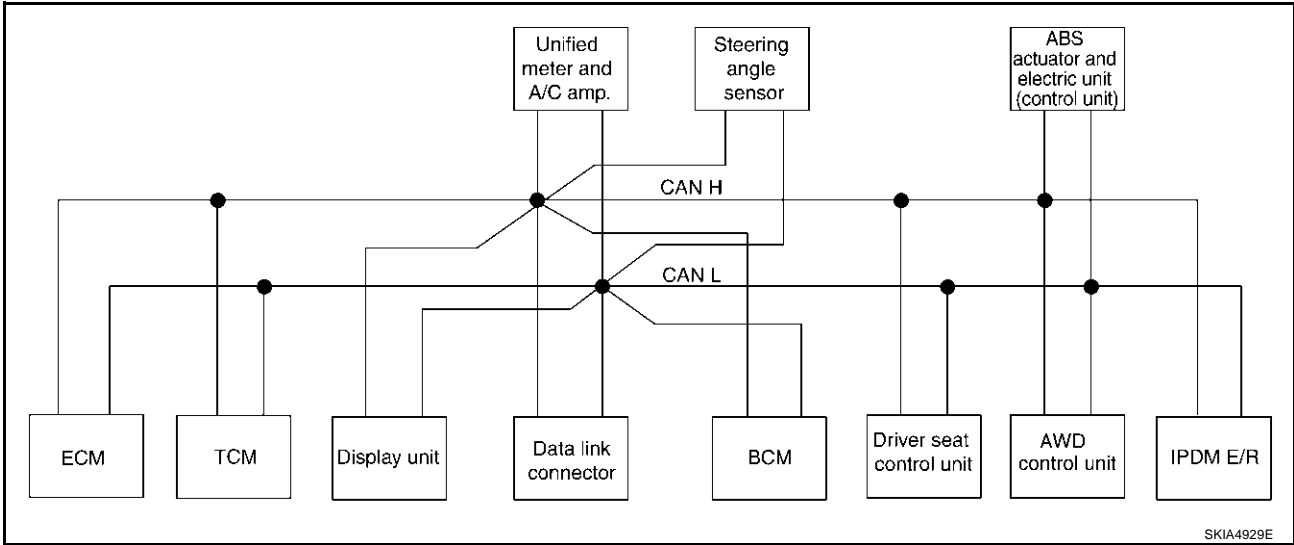 Unified
meter and
A/C amp.
Steering
angle
sensor
ABS
actuator and
electric unit
(control unit)
CAN H
CAN L
ECM
TCM
Display unit
Data link
connector
BCM
Driver seat
control unit
AWD
control unit
IPDM E/R
SKIA4929E